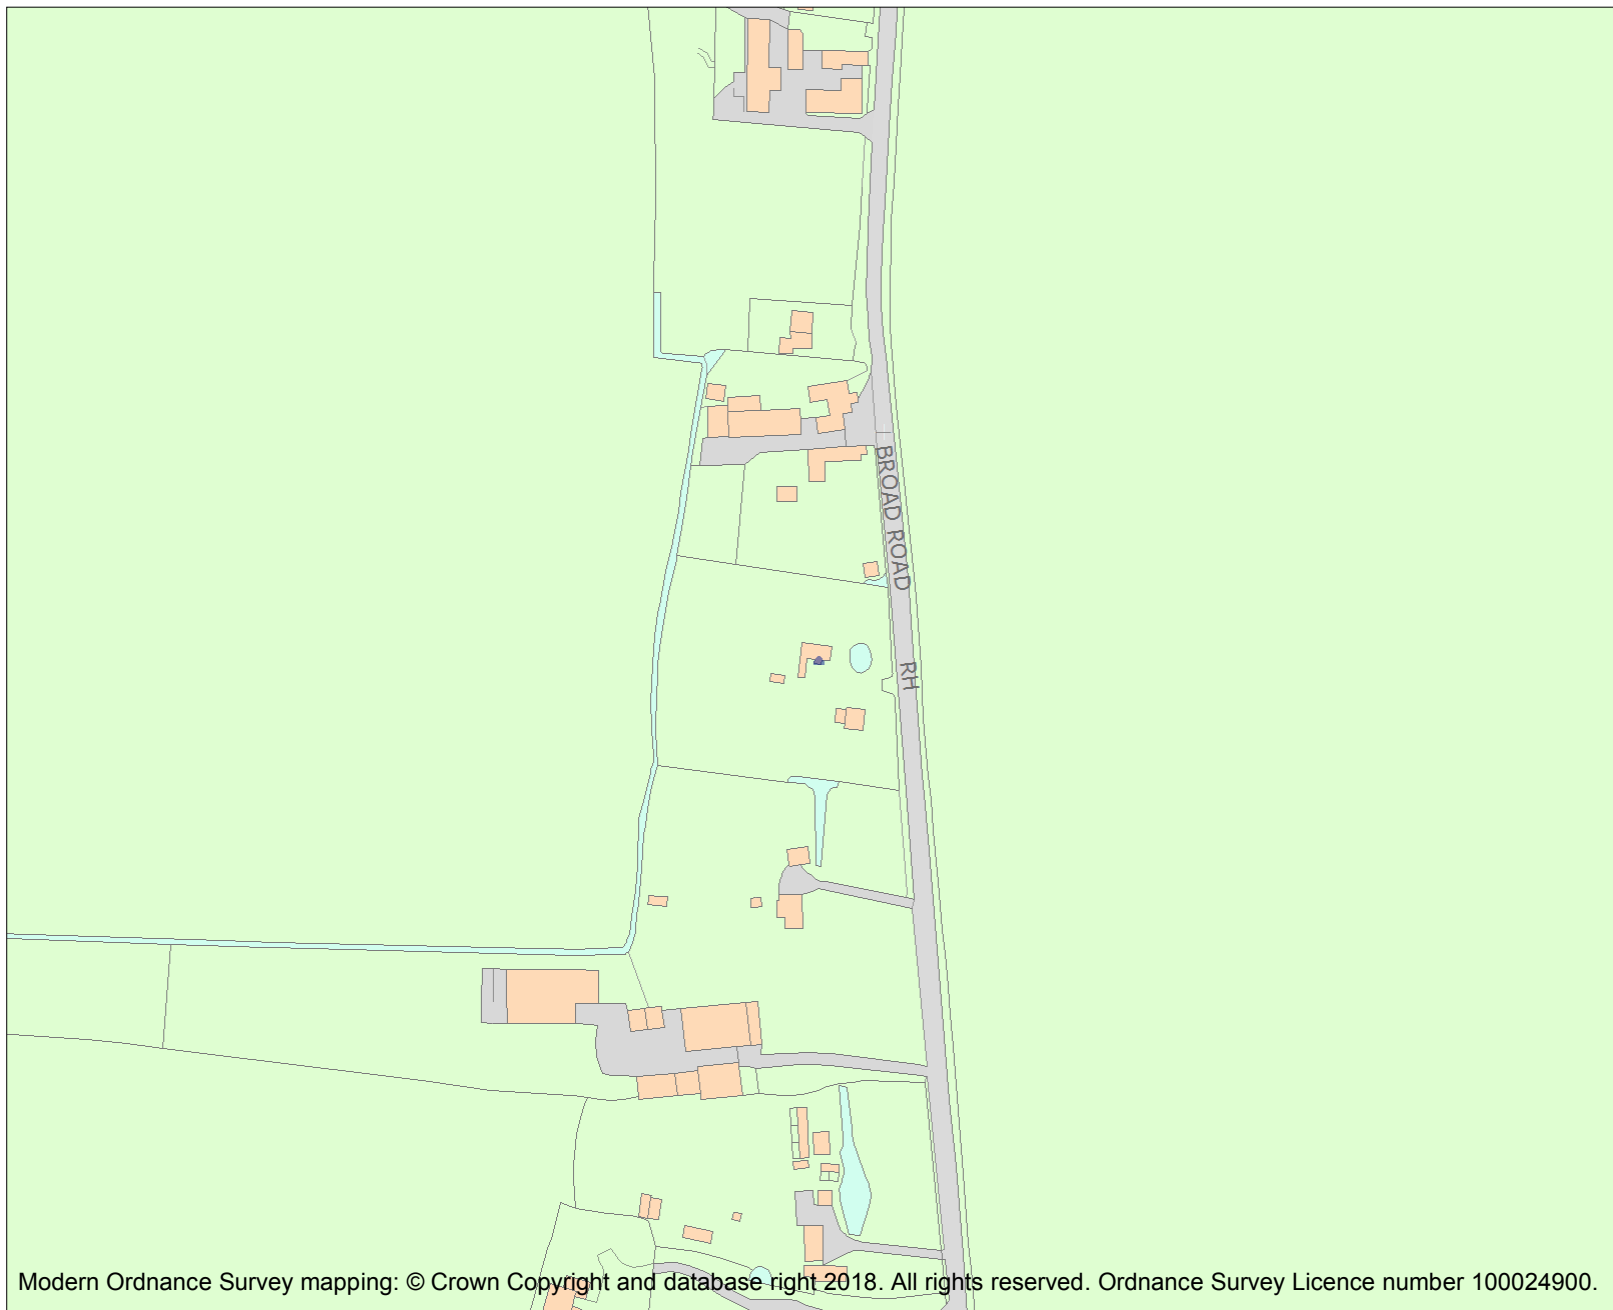 BROAD ROAD
RH
Modern Ordnance Survey mapping: © Crown Copyright and database right 2018. All rights reserved. Ordnance Survey Licence number 100024900.